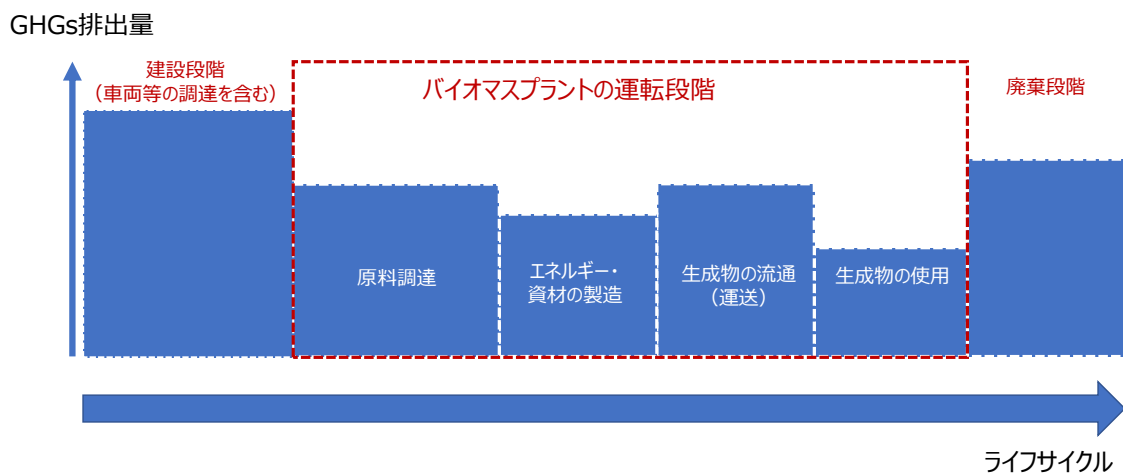 GHGs排出量
建設段階
（車両等の調達を含む）
バイオマスプラントの運転段階
廃棄段階
原料調達
エネルギー・
資材の製造
生成物の流通
（運送）
生成物の使用
ライフサイクル